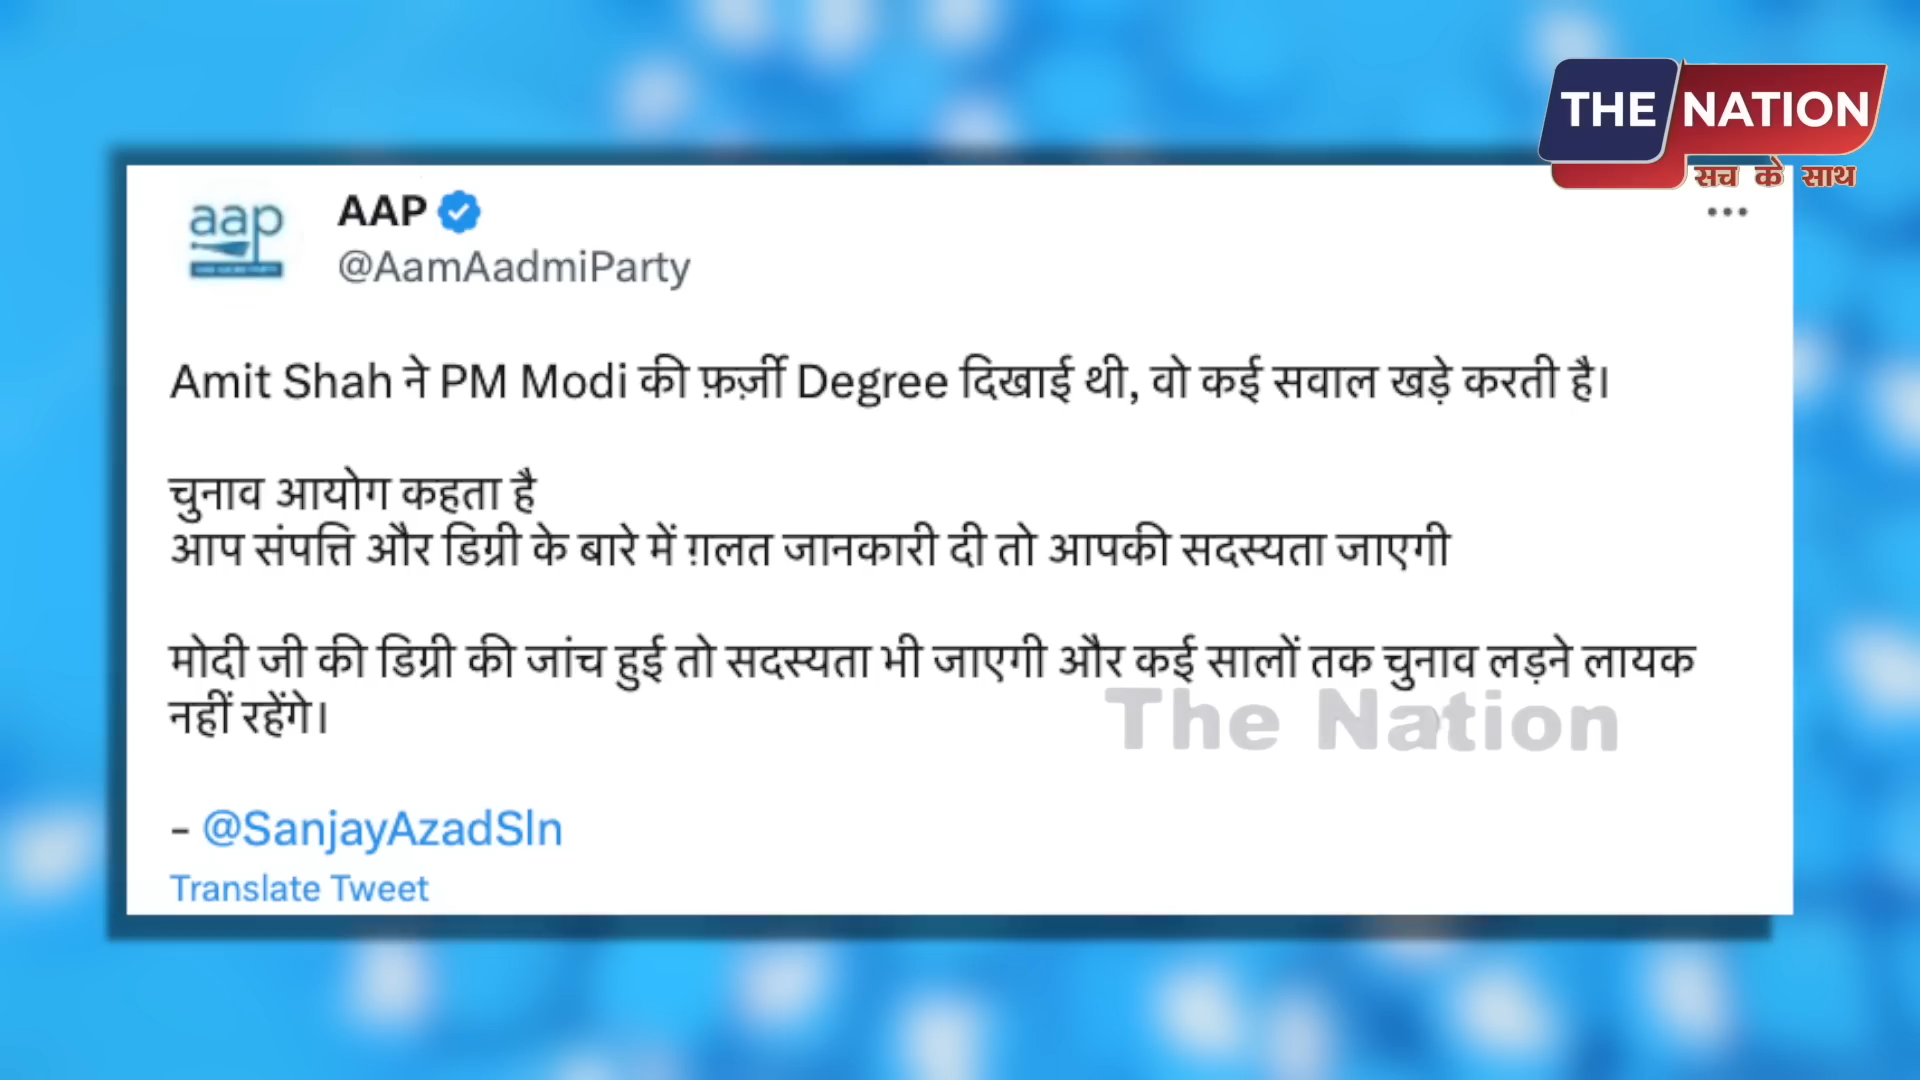 THE NATION
सच के साथ
aap
AAP
@AamAadmiParty
Amit Shah ने PM Modi की फ़र्ज़ी Degree दिखाई थी, वो कई सवाल खड़े करती है।
चुनाव आयोग कहता है
आप संपत्ति और डिग्री के बारे में ग़लत जानकारी दी तो आपकी सदस्यता जाएगी
मोदी जी की डिग्री की जांच हुई तो सदस्यता भी जाएगी और कई सालों तक चुनाव लड़ने लायक
नहीं रहेंगे।
The Nation
- @SanjayAzadSln
Translate Tweet